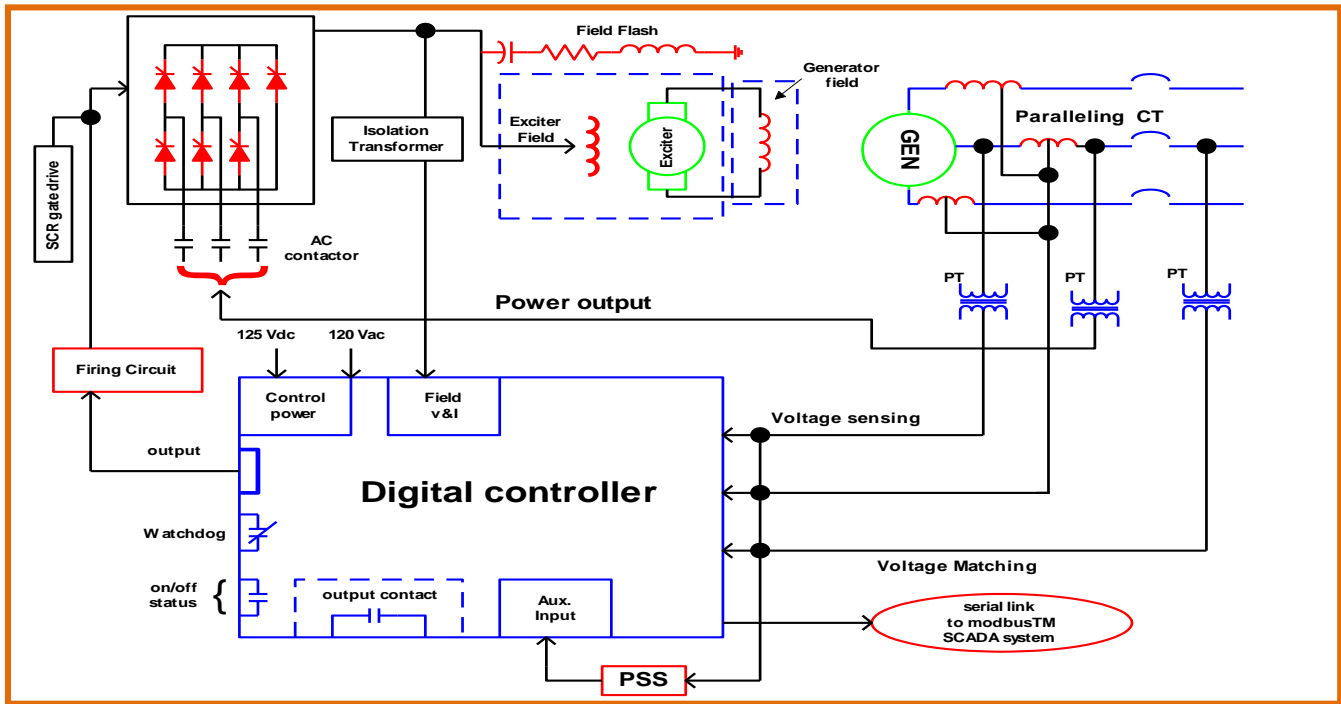 Field Flash
Generator
field
Exciter
Field
Exciter
Isolation
Transformer
SCR gate drive
AC
contactor
GEN
Paralleling CT
PT
PT
PT
Power output
125 Vdc
120 Vac
Firing Circuit
Control
power
Field
v&I
Voltage sensing
output
Digital controller
Watchdog
Voltage Matching
on/off
status
output contact
Aux.
Input
serial link
to modbusTM
SCADA system
PSS